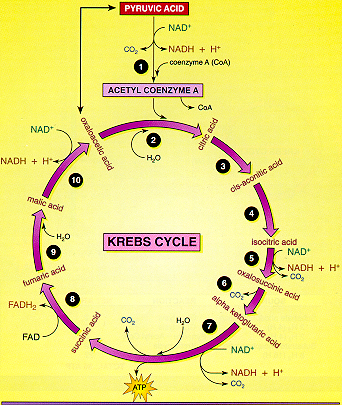 PYRUVIC ACID
NAD+
CO₂
NADH + H+
1
coenzyme A (CoA)
ACETYL COENZYME A
CoA
oxaloacetic acid
2
H₂O
citric acid
3
cis-aconitic acid
4
isocitric acid
5
NAD+
NADH + H+
CO₂
oxalosuccinic acid
6
CO₂
alpha ketoglutaric acid
7
NAD+
NADH + H+
CO₂
H₂O
CO₂
ATP
succinic acid
8
FADH₂
FAD
fumaric acid
9
H₂O
malic acid
10
NAD+
NADH + H+
KREBS CYCLE